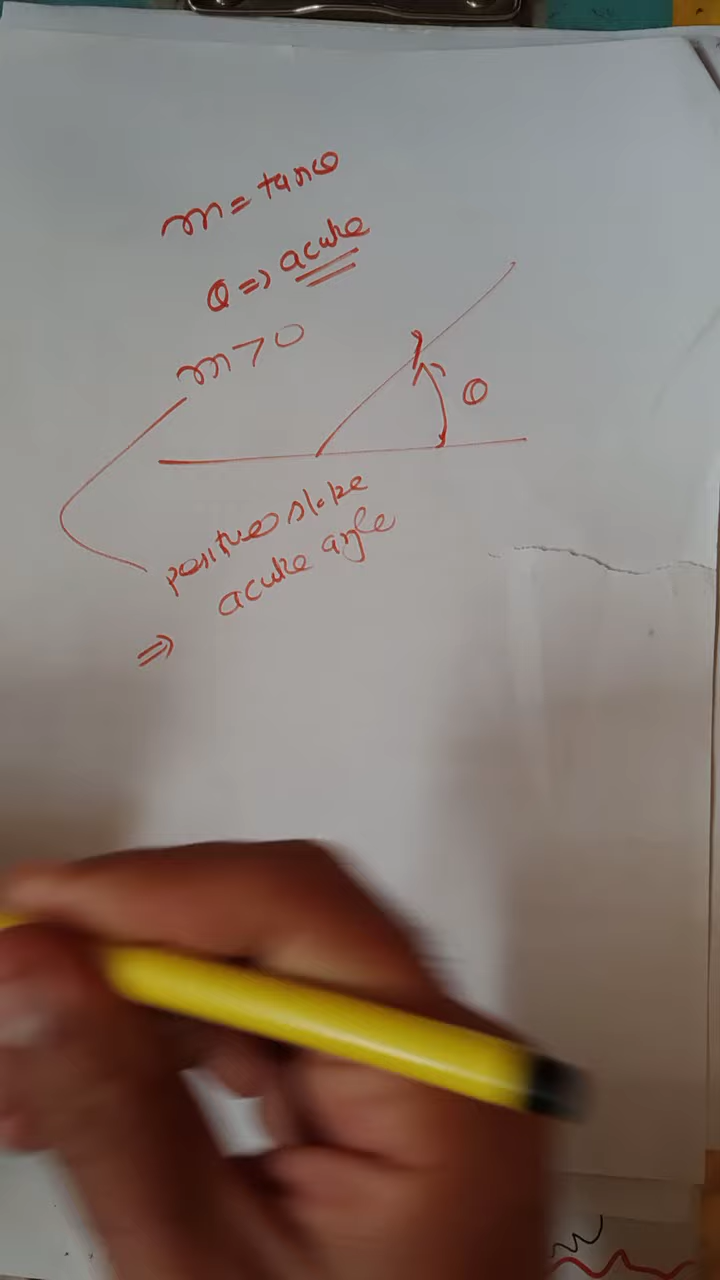 m = tanθ
θ => acute
m > 0
θ
positive slope
acute angle
=>